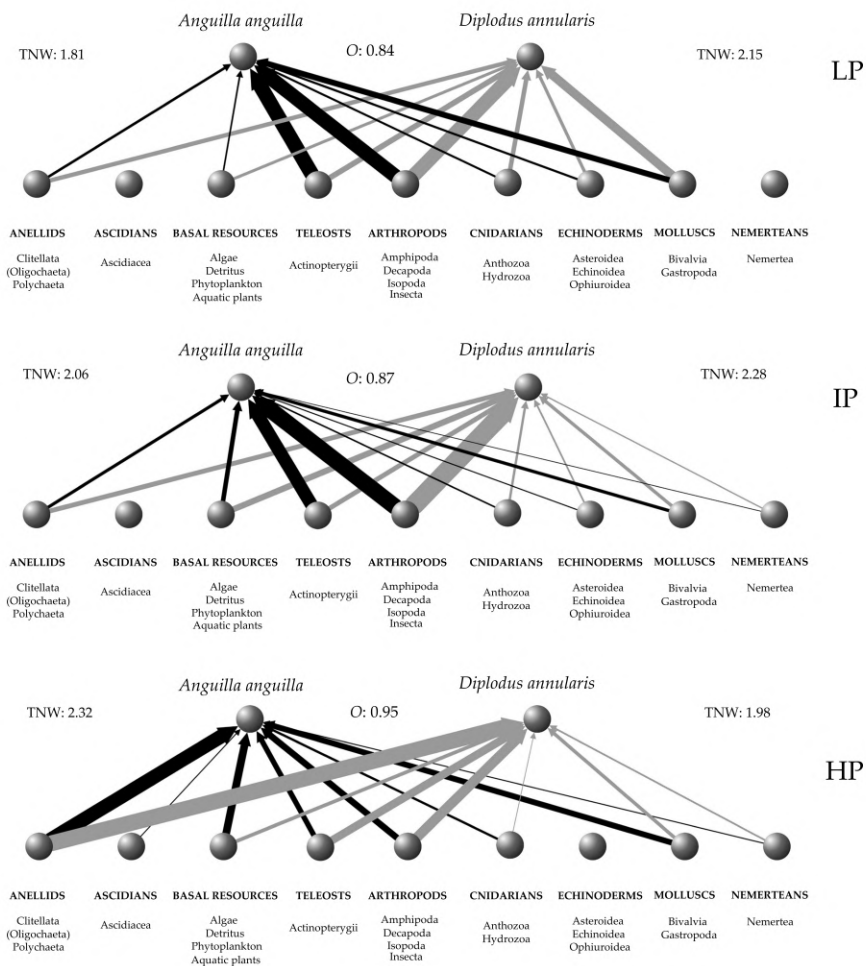 Anguilla anguilla Diplodus annularis
TNW: 1.81 O: 0.84 TNW: 2.15
LP
ANELLIDS ASCIDIANS BASAL RESOURCES TELEOSTS ARTHROPODS CNIDARIANS ECHINODERMS MOLLUSCS NEMERTEANS
Clitellata Ascidiacea Algae Actinopterygii Amphipoda Anthozoa Asteroidea Bivalvia Nemertea
(Oligochaeta) Detritus Decapoda Hydrozoa Echinoidea Gastropoda
Polychaeta Phytoplankton Isopoda Ophiuroidea
Aquatic plants Insecta
Anguilla anguilla Diplodus annularis
TNW: 2.06 O: 0.87 TNW: 2.28
IP
ANELLIDS ASCIDIANS BASAL RESOURCES TELEOSTS ARTHROPODS CNIDARIANS ECHINODERMS MOLLUSCS NEMERTEANS
Clitellata Ascidiacea Algae Actinopterygii Amphipoda Anthozoa Asteroidea Bivalvia Nemertea
(Oligochaeta) Detritus Decapoda Hydrozoa Echinoidea Gastropoda
Polychaeta Phytoplankton Isopoda Ophiuroidea
Aquatic plants Insecta
Anguilla anguilla Diplodus annularis
TNW: 2.32 O: 0.95 TNW: 1.98
HP
ANELLIDS ASCIDIANS BASAL RESOURCES TELEOSTS ARTHROPODS CNIDARIANS ECHINODERMS MOLLUSCS NEMERTEANS
Clitellata Ascidiacea Algae Actinopterygii Amphipoda Anthozoa Asteroidea Bivalvia Nemertea
(Oligochaeta) Detritus Decapoda Hydrozoa Echinoidea Gastropoda
Polychaeta Phytoplankton Isopoda Ophiuroidea
Aquatic plants Insecta